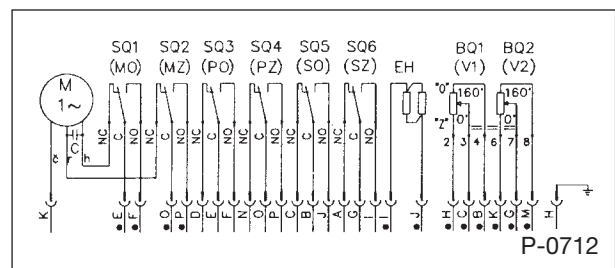 SQ1 SQ2 SQ3 SQ4 SQ5 SQ6 BQ1 BQ2
(MO) (MZ) (PO) (PZ) (SO) (SZ) EH (V1) (V2)
M
1~
"O" 160° 160°
"Z" 0° 0°
C
č r h NC C NO NC C NO NC C NO NC C NO NC C NO NC C NO 2 3 4 6 7 8
K E F O P D E F N O P C B J A G I I J H C B K G M H
P-0712